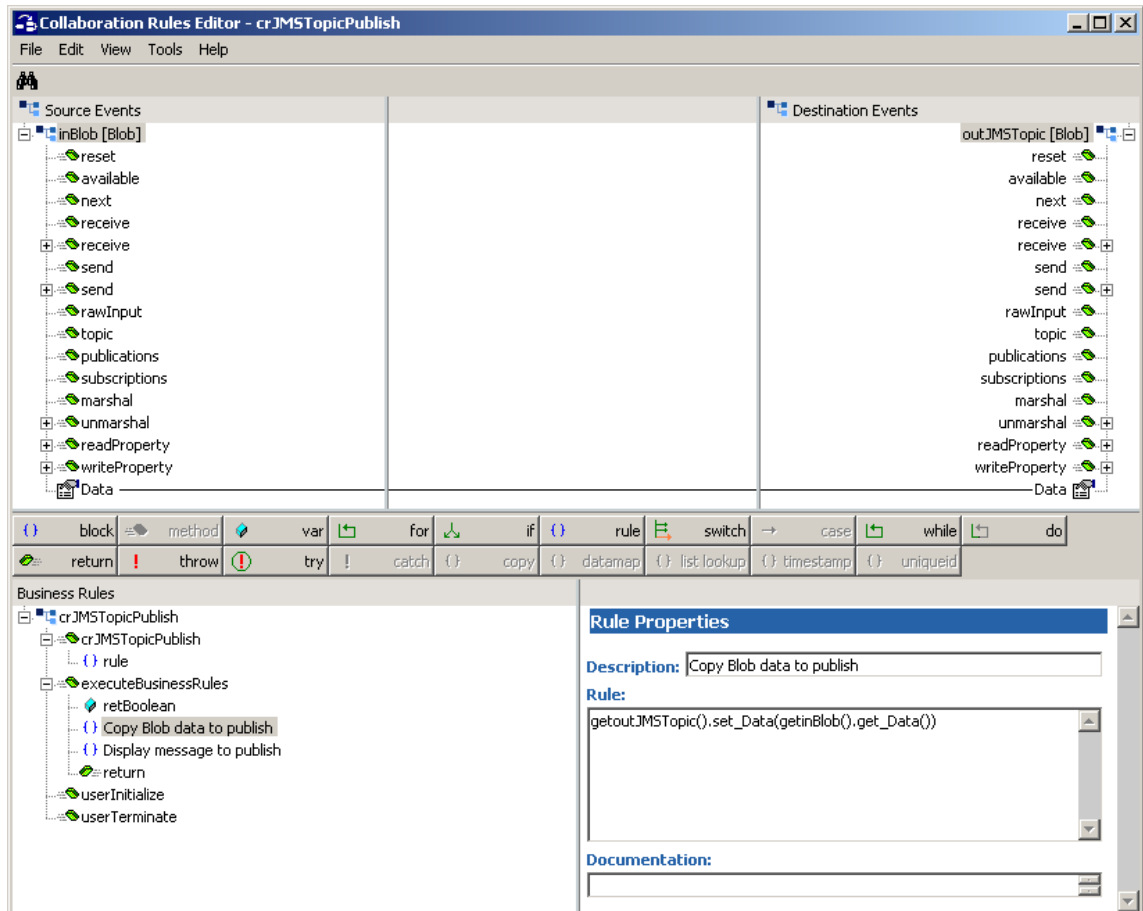 Collaboration Rules Editor - crJMSTopicPublish
File Edit View Tools Help
Source Events
Destination Events
inBlob [Blob]
outJMSTopic [Blob]
reset
reset
available
available
next
next
receive
receive
receive
receive
send
send
send
send
rawInput
rawInput
topic
topic
publications
publications
subscriptions
subscriptions
marshal
marshal
unmarshal
unmarshal
readProperty
readProperty
writeProperty
writeProperty
Data
Data
{} block method var for if {} rule switch case while do
return ! throw ! try ! catch {} copy {} datamap {} list lookup {} timestamp {} uniqueid
Business Rules
crJMSTopicPublish
crJMSTopicPublish
{} rule
executeBusinessRules
retBoolean
{} Copy Blob data to publish
{} Display message to publish
return
userInitialize
userTerminate
Rule Properties
Description: Copy Blob data to publish
Rule:
getoutJMSTopic().set_Data(getinBlob().get_Data())
Documentation: